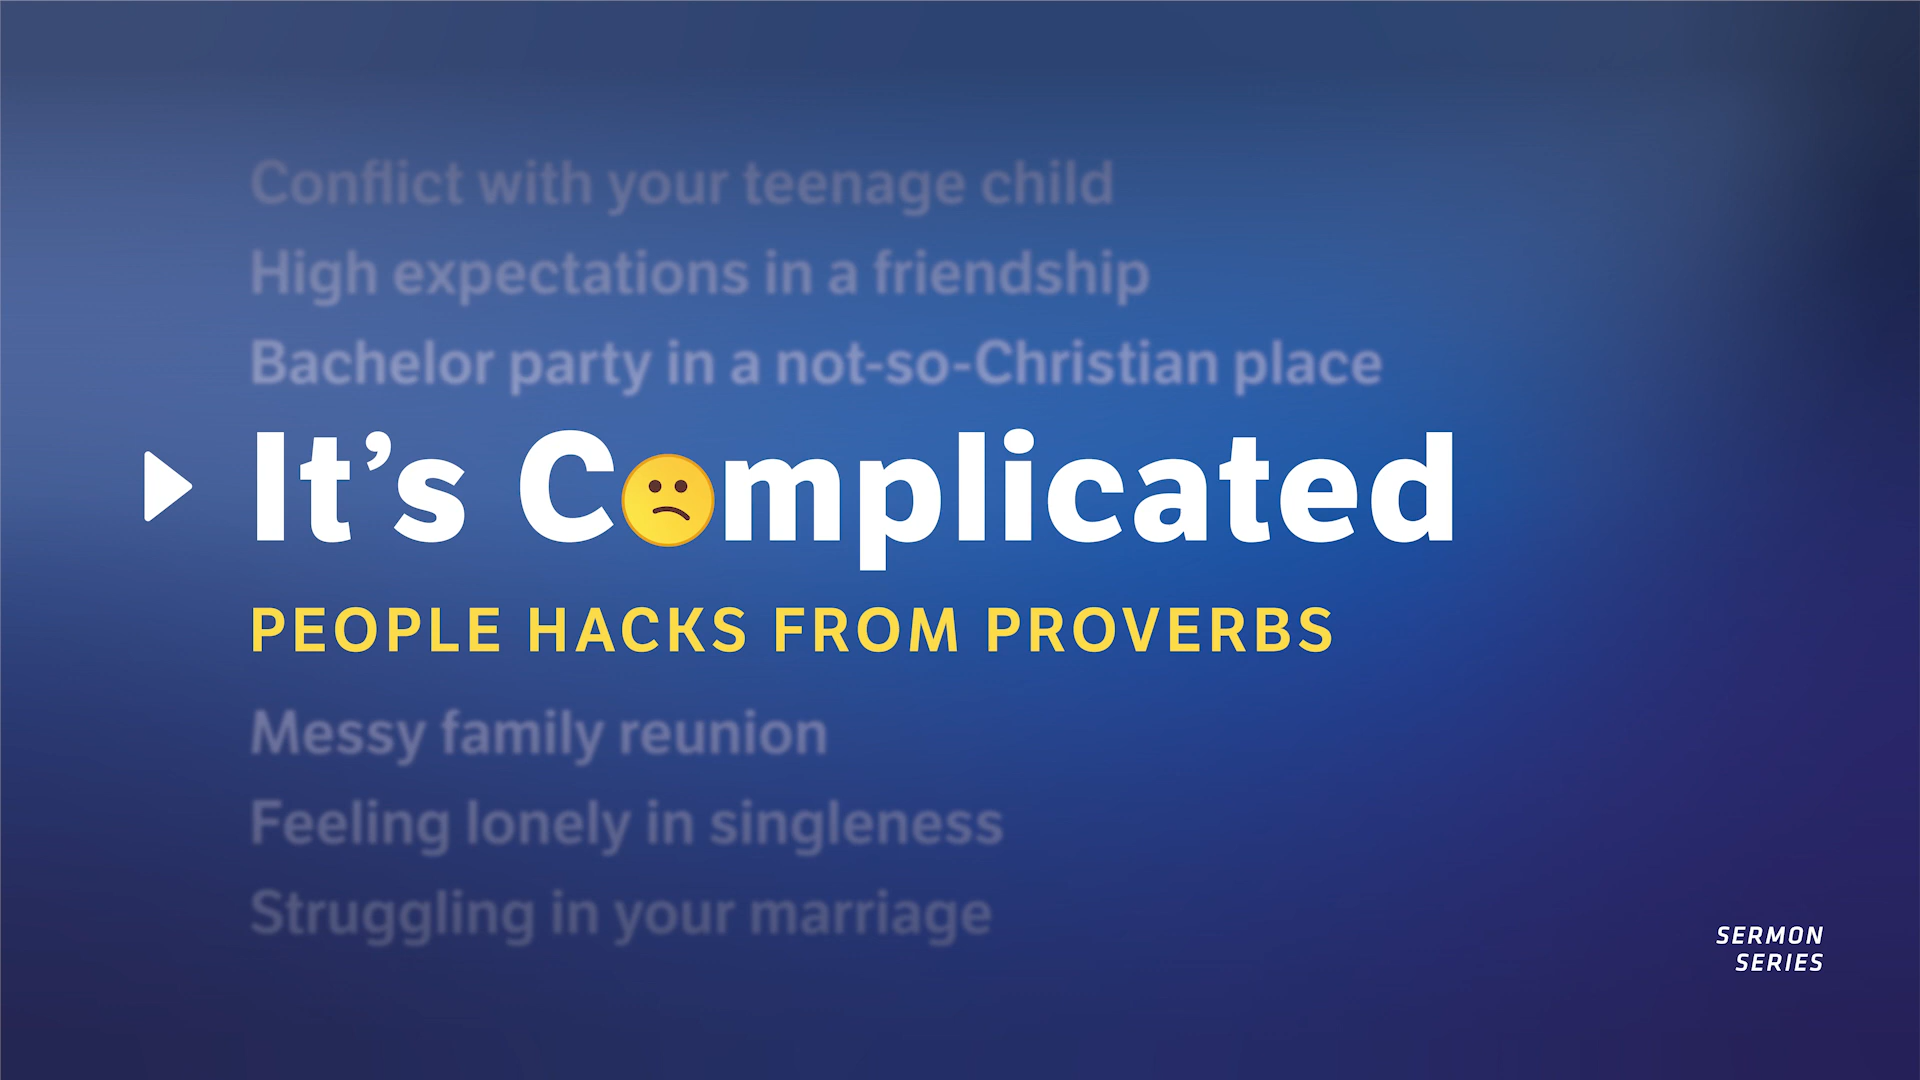 Conflict with your teenage child
High expectations in a friendship
Bachelor party in a not-so-Christian place
It’s C😕mplicated
PEOPLE HACKS FROM PROVERBS
Messy family reunion
Feeling lonely in singleness
Struggling in your marriage
SERMON
SERIES